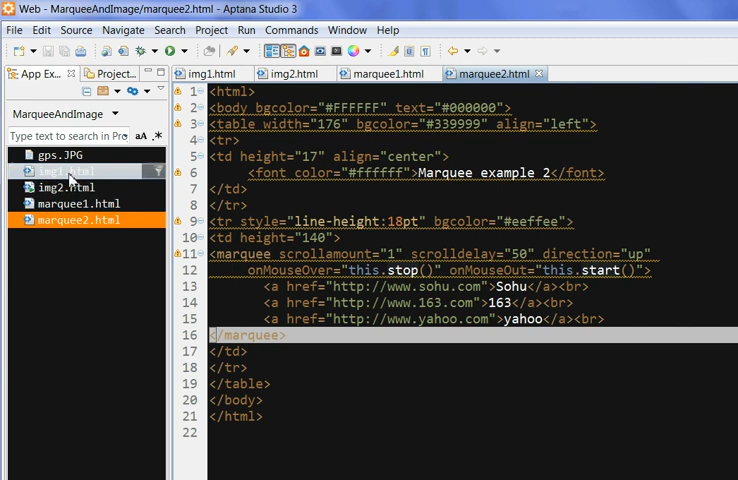 Web - MarqueeAndImage/marquee2.html - Aptana Studio 3
File Edit Source Navigate Search Project Run Commands Window Help
App Ex... Project... img1.html img2.html marquee1.html marquee2.html
MarqueeAndImage
Type text to search in Pro aA .*
gps.JPG
img1.html
img2.html
marquee1.html
marquee2.html
1 <html>
2 <body bgcolor="#FFFFFF" text="#000000">
3 <table width="176" bgcolor="#339999" align="left">
4 <tr>
5 <td height="17" align="center">
6 <font color="#ffffff">Marquee example 2</font>
7 </td>
8 </tr>
9 <tr style="line-height:18pt" bgcolor="#eeffee">
10 <td height="140">
11 <marquee scrollamount="1" scrolldelay="50" direction="up"
12 onMouseOver="this.stop()" onMouseOut="this.start()">
13 <a href="http://www.sohu.com">Sohu</a><br>
14 <a href="http://www.163.com">163</a><br>
15 <a href="http://www.yahoo.com">yahoo</a><br>
16 </marquee>
17 </td>
18 </tr>
19 </table>
20 </body>
21 </html>
22